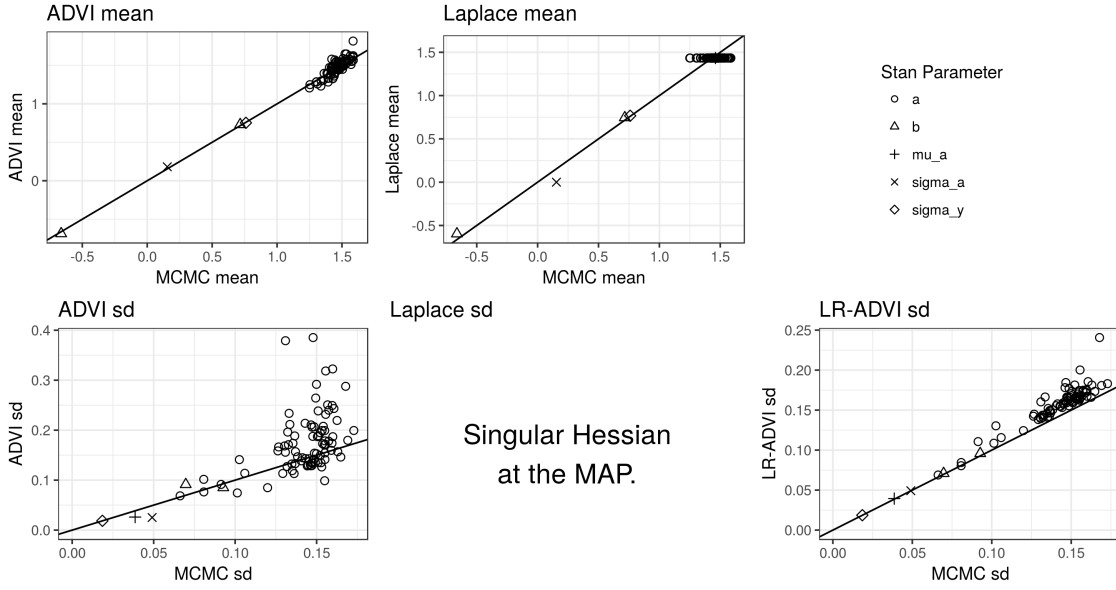 ADVI mean
ADVI mean
1
0
-0.5
0.0
0.5
1.0
1.5
MCMC mean
Laplace mean
Laplace mean
1.5
1.0
0.5
0.0
-0.5
-0.5
0.0
0.5
1.0
1.5
MCMC mean
Stan Parameter
a
b
mu_a
sigma_a
sigma_y
ADVI sd
ADVI sd
0.4
0.3
0.2
0.1
0.0
0.00
0.05
0.10
0.15
MCMC sd
Laplace sd
Singular Hessian
at the MAP.
LR-ADVI sd
LR-ADVI sd
0.25
0.20
0.15
0.10
0.05
0.00
0.00
0.05
0.10
0.15
MCMC sd